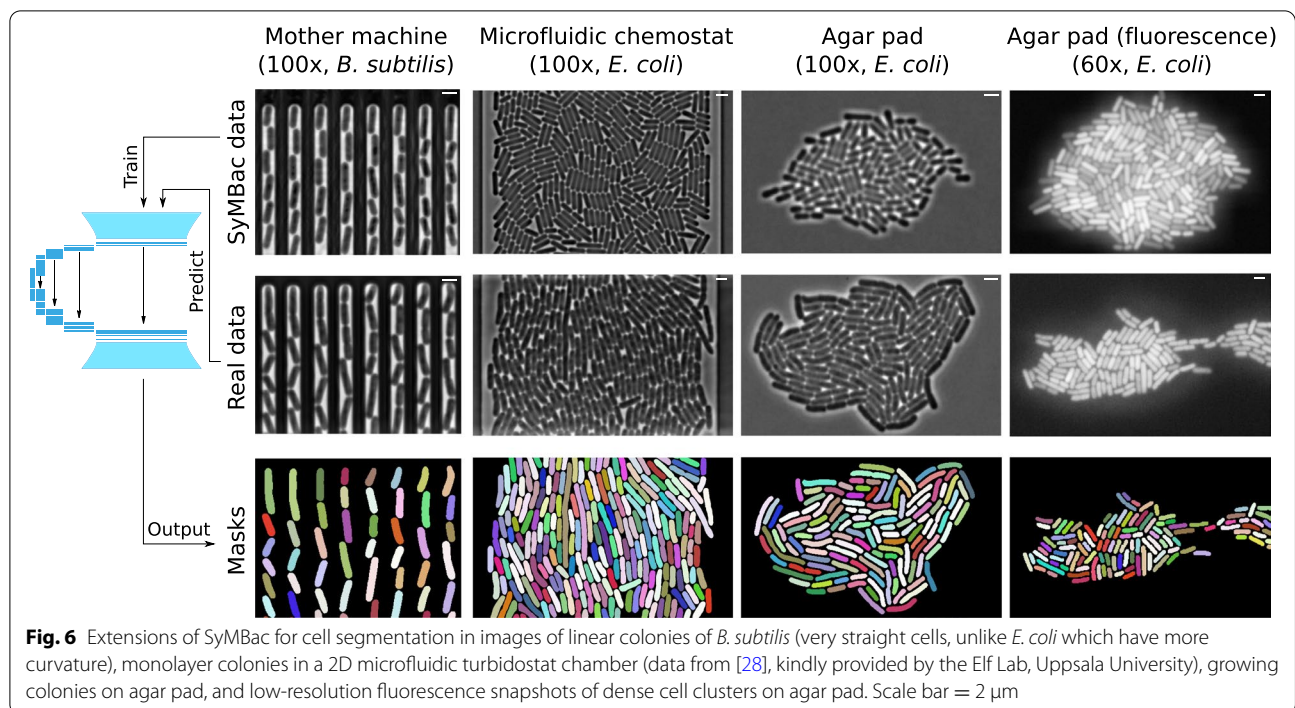 Mother machine
(100x, B. subtilis)
Microfluidic chemostat
(100x, E. coli)
Agar pad
(100x, E. coli)
Agar pad (fluorescence)
(60x, E. coli)
SyMBac data
Train
Real data
Predict
Masks
Output
Fig. 6 Extensions of SyMBac for cell segmentation in images of linear colonies of B. subtilis (very straight cells, unlike E. coli which have more
curvature), monolayer colonies in a 2D microfluidic turbidostat chamber (data from [28], kindly provided by the Elf Lab, Uppsala University), growing
colonies on agar pad, and low-resolution fluorescence snapshots of dense cell clusters on agar pad. Scale bar = 2 μm